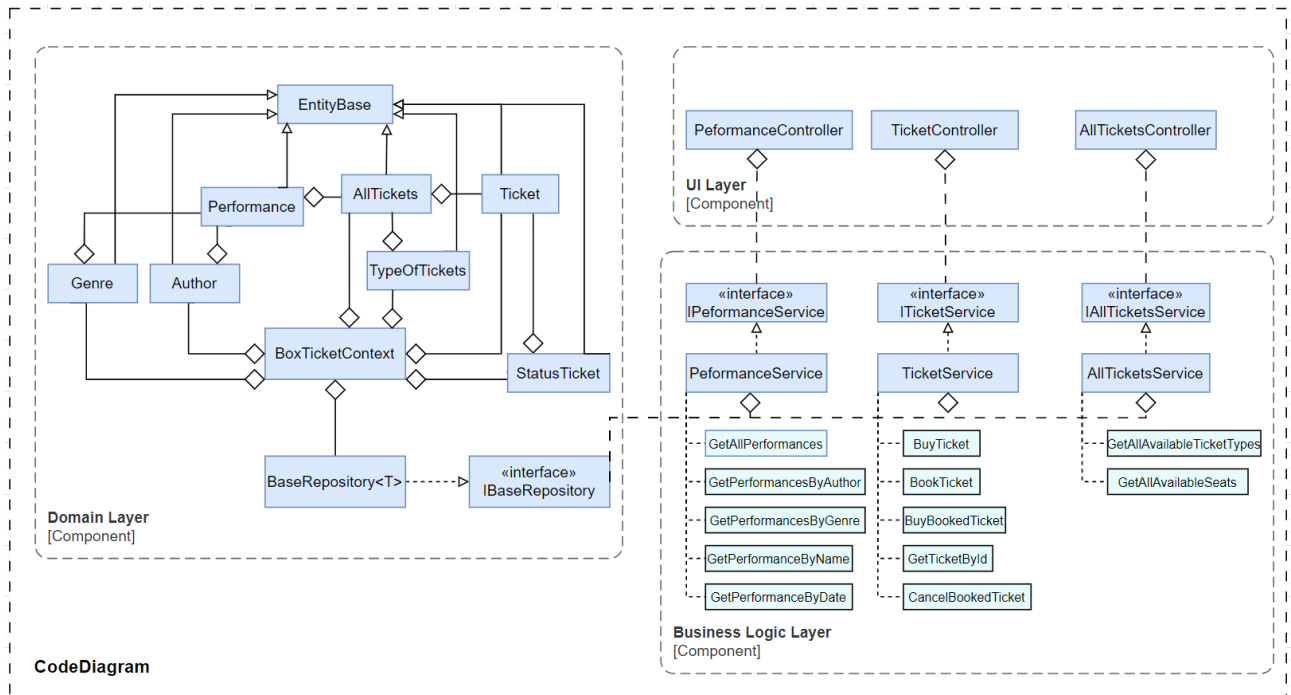 EntityBase
Performance
AllTickets
Ticket
Genre
Author
TypeOfTickets
BoxTicketContext
StatusTicket
BaseRepository<T>
«interface»
IBaseRepository
Domain Layer
[Component]
PeformanceController
TicketController
AllTicketsController
UI Layer
[Component]
«interface»
IPeformanceService
«interface»
ITicketService
«interface»
IAllTicketsService
PeformanceService
TicketService
AllTicketsService
GetAllPerformances
GetPerformancesByAuthor
GetPerformancesByGenre
GetPerformanceByName
GetPerformanceByDate
BuyTicket
BookTicket
BuyBookedTicket
GetTicketById
CancelBookedTicket
GetAllAvailableTicketTypes
GetAllAvailableSeats
Business Logic Layer
[Component]
CodeDiagram